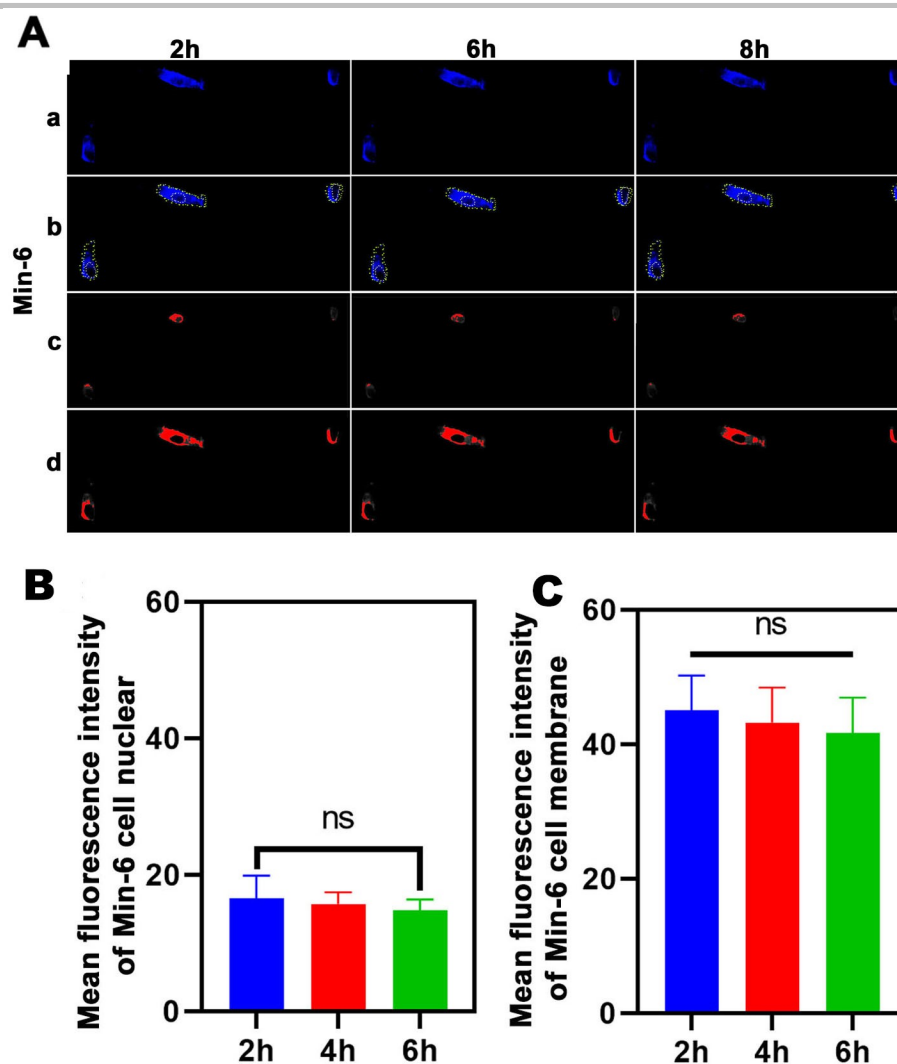 A
2h 6h 8h
a
b
c
d
Min-6
B
Mean fluorescence intensity
of Min-6 cell nuclear
60
40
20
0
ns
2h 4h 6h
C
Mean fluorescence intensity
of Min-6 cell membrane
60
40
20
0
ns
2h 4h 6h